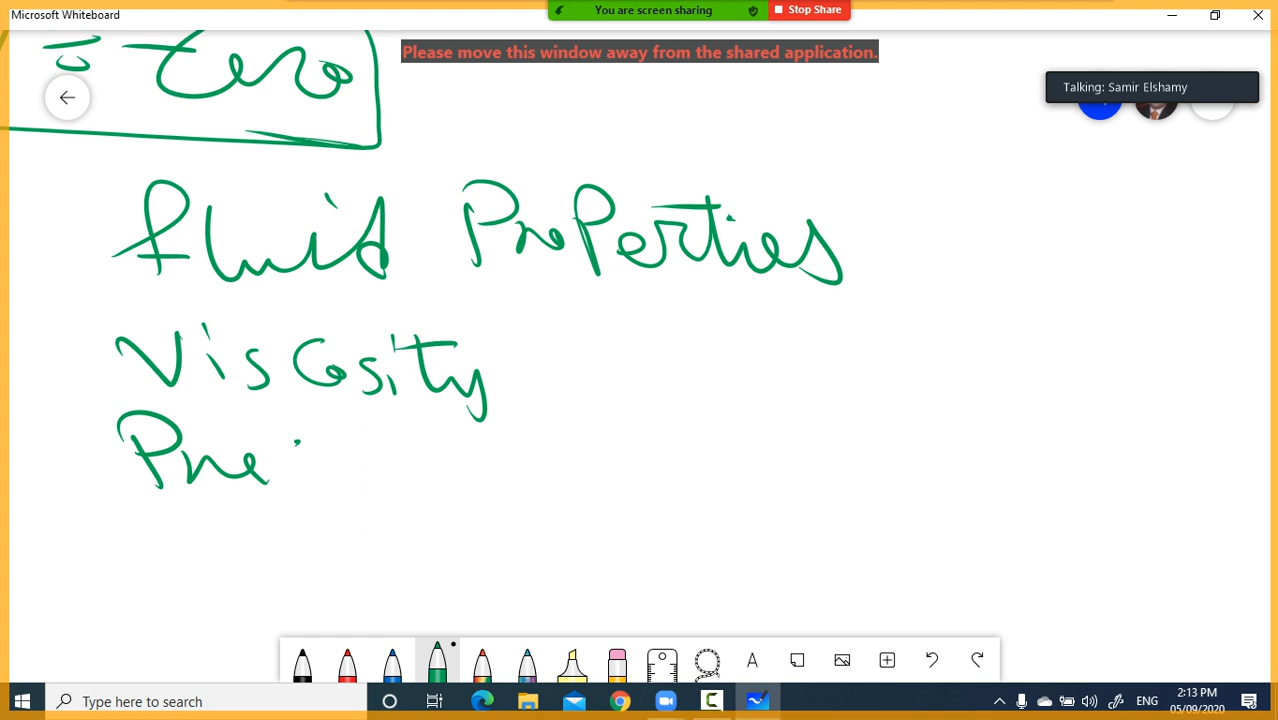 Microsoft Whiteboard
You are screen sharing
Stop Share
Please move this window away from the shared application.
Talking: Samir Elshamy
= zero
fluid Properties
Viscosity
Pre
A
Type here to search
ENG
2:13 PM
05/09/2020